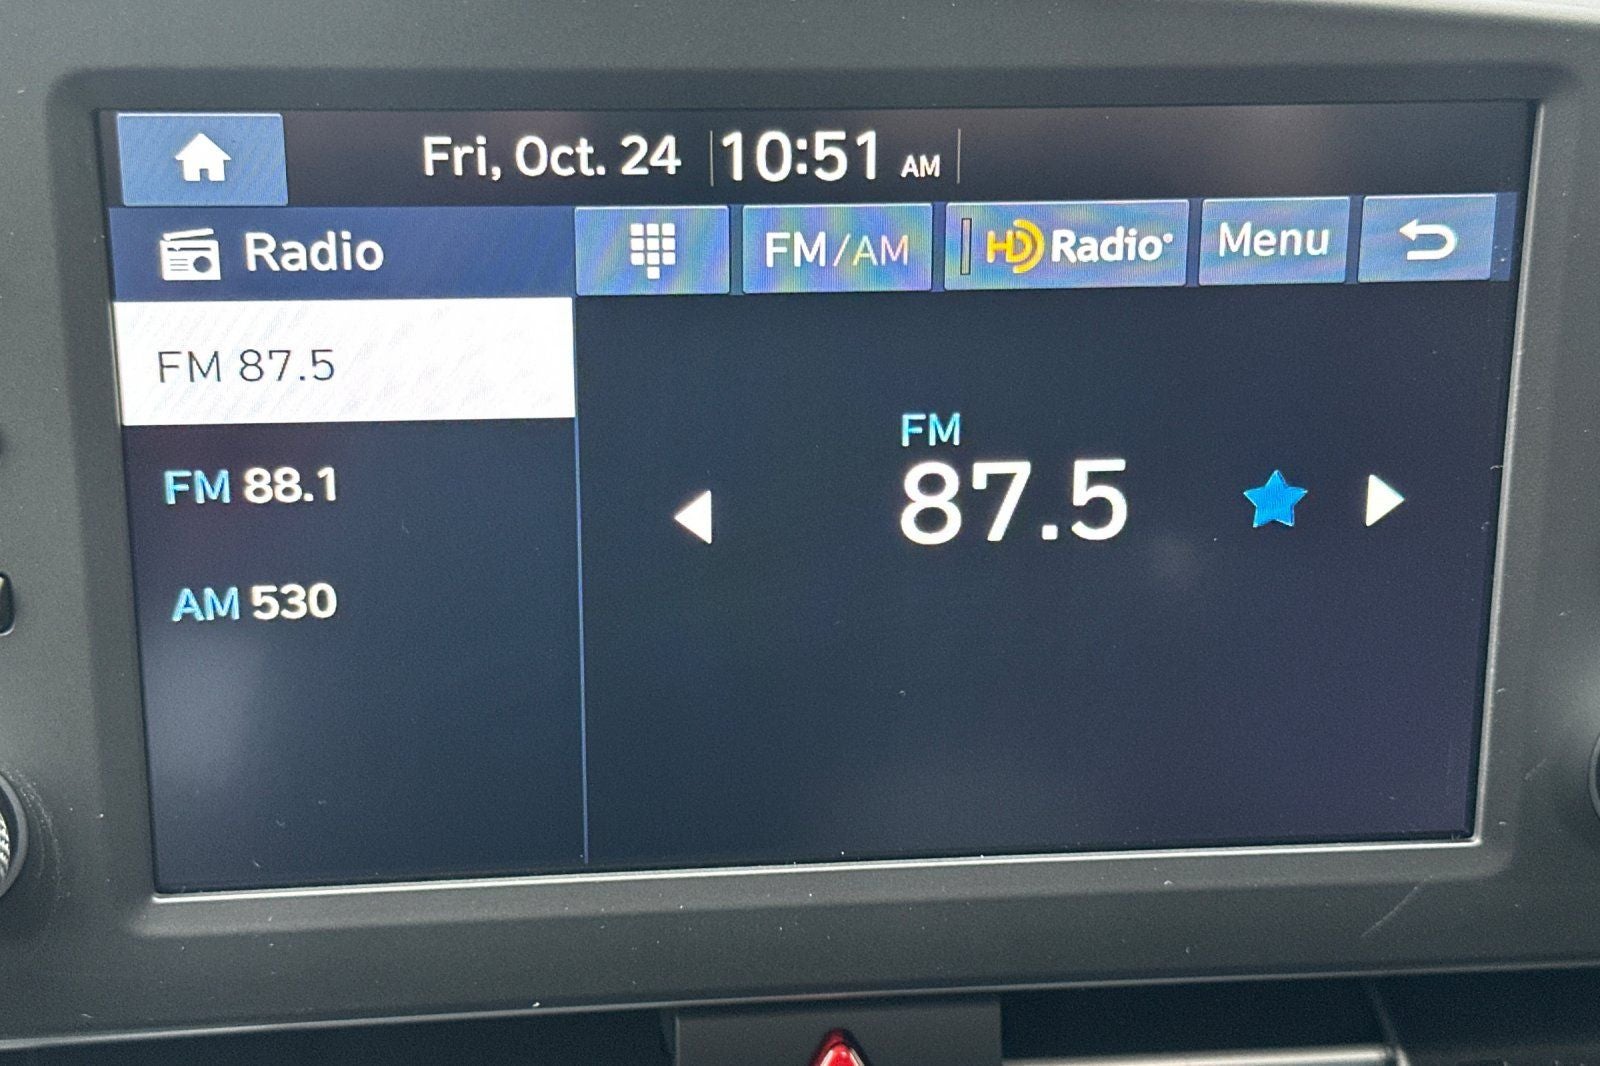 Fri, Oct. 24 10:51 AM
Radio FM/AM HD Radio® Menu
FM 87.5
FM 88.1
AM 530
FM
87.5